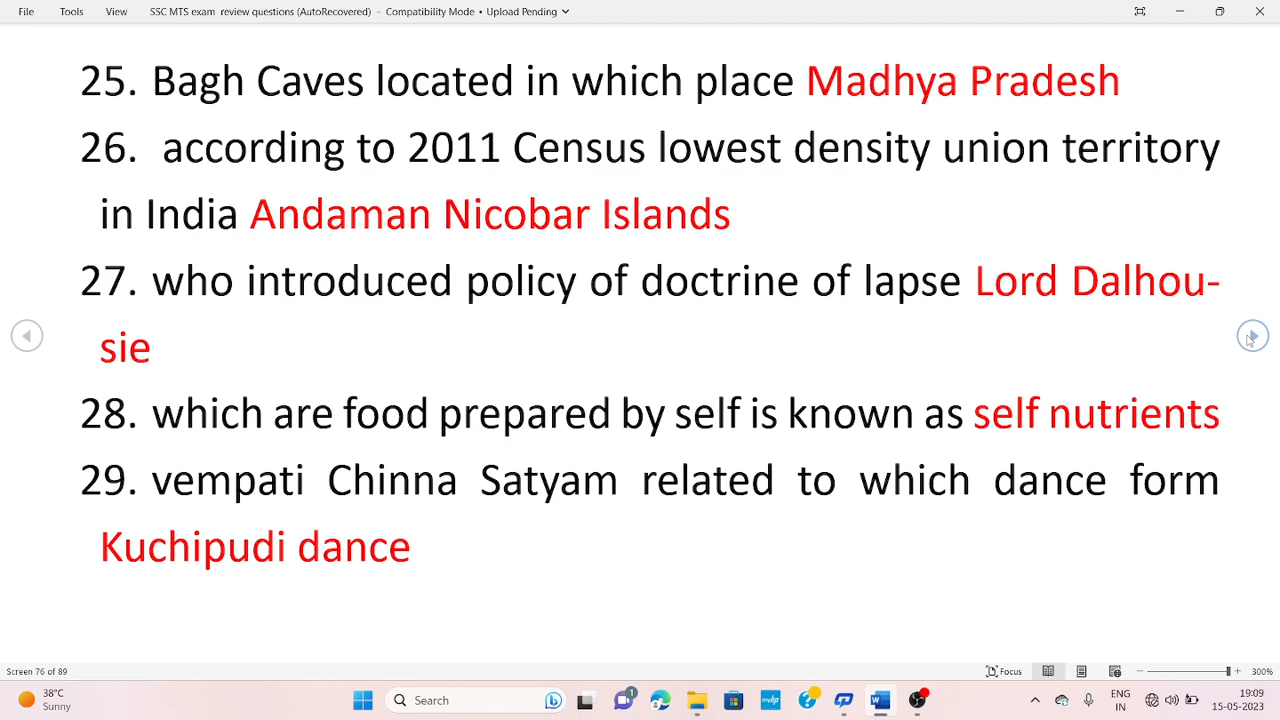 File Tools View SSC MTS exam review questions (AutoRecovered) - Compatibility Mode • Upload Pending
25. Bagh Caves located in which place Madhya Pradesh
26. according to 2011 Census lowest density union territory
in India Andaman Nicobar Islands
27. who introduced policy of doctrine of lapse Lord Dalhou-
sie
28. which are food prepared by self is known as self nutrients
29. vempati Chinna Satyam related to which dance form
Kuchipudi dance
Screen 76 of 89 Focus 300%
38°C
Sunny
Search
1
ENG
IN
19:09
15-05-2023